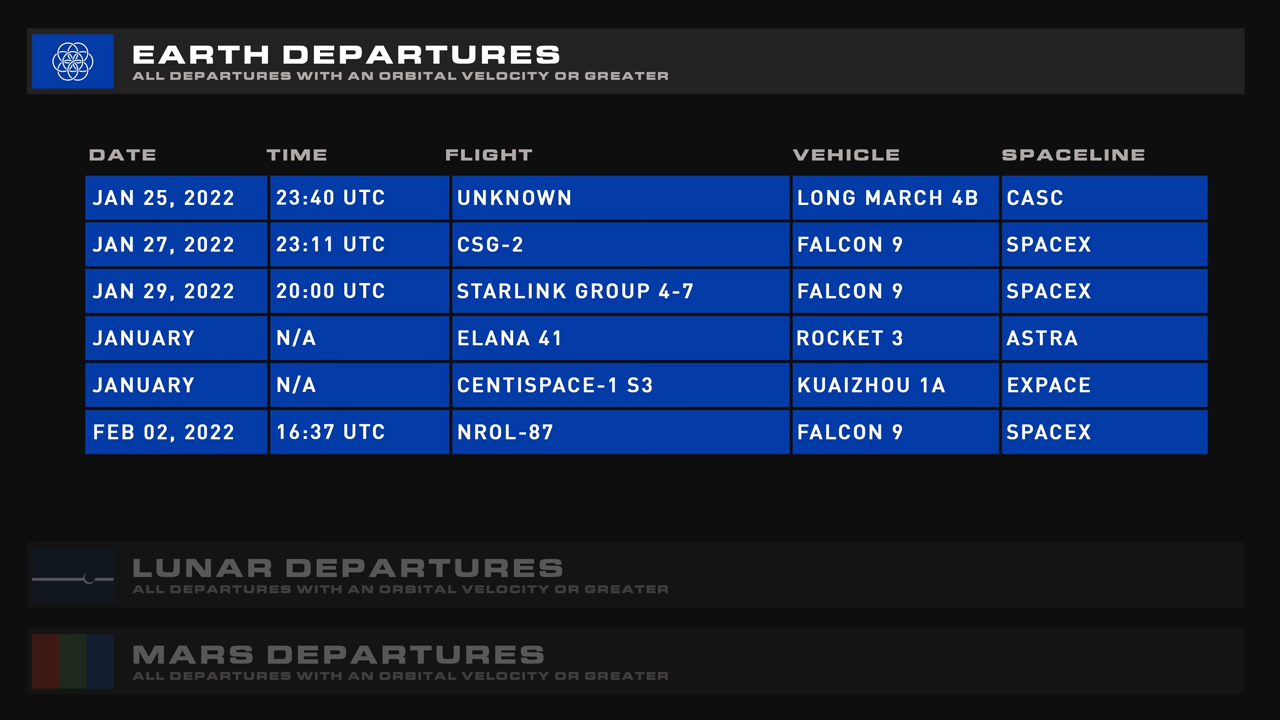 EARTH DEPARTURES
ALL DEPARTURES WITH AN ORBITAL VELOCITY OR GREATER
DATE TIME FLIGHT VEHICLE SPACELINE
JAN 25, 2022 23:40 UTC UNKNOWN LONG MARCH 4B CASC
JAN 27, 2022 23:11 UTC CSG-2 FALCON 9 SPACEX
JAN 29, 2022 20:00 UTC STARLINK GROUP 4-7 FALCON 9 SPACEX
JANUARY N/A ELANA 41 ROCKET 3 ASTRA
JANUARY N/A CENTISPACE-1 S3 KUAIZHOU 1A EXPACE
FEB 02, 2022 16:37 UTC NROL-87 FALCON 9 SPACEX
LUNAR DEPARTURES
ALL DEPARTURES WITH AN ORBITAL VELOCITY OR GREATER
MARS DEPARTURES
ALL DEPARTURES WITH AN ORBITAL VELOCITY OR GREATER